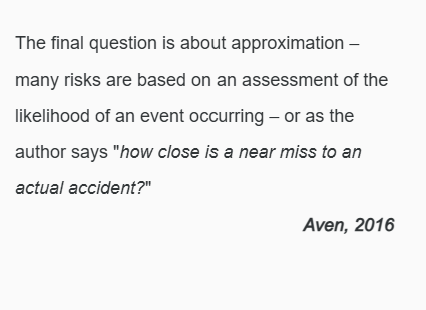 The final question is about approximation –
many risks are based on an assessment of the
likelihood of an event occurring – or as the
author says "how close is a near miss to an
actual accident?"
Aven, 2016